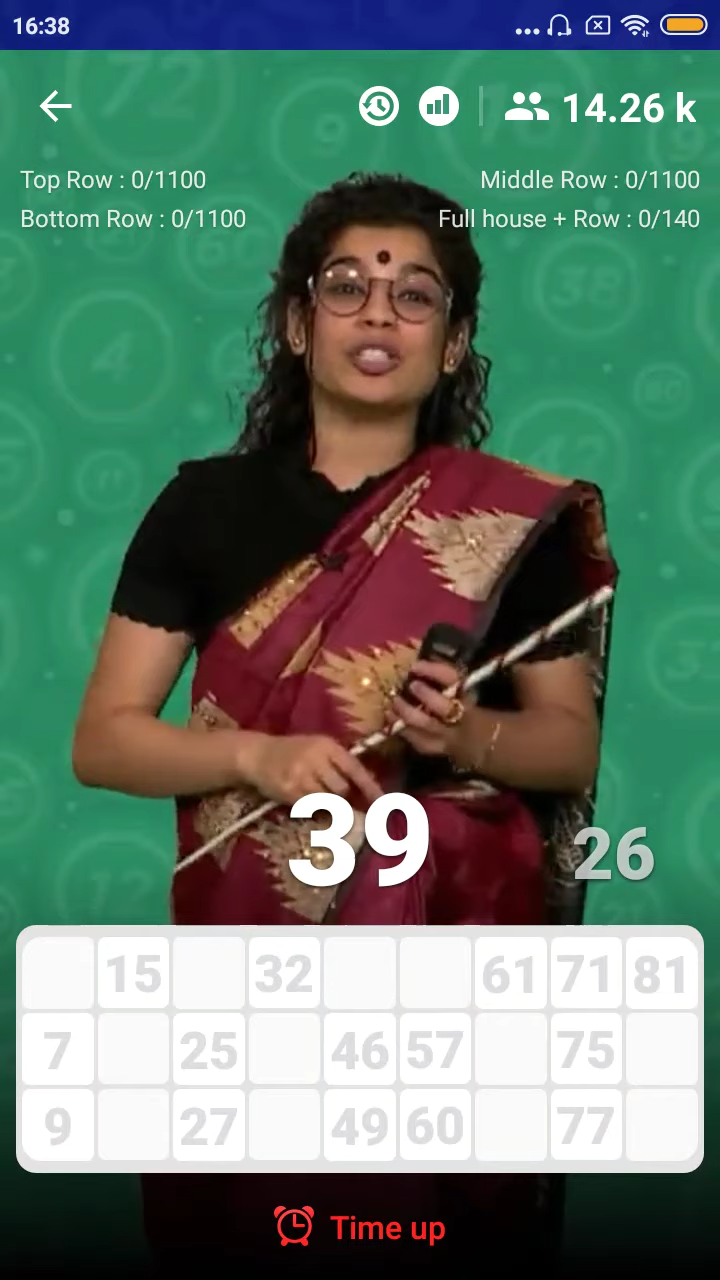 16:38
14.26 k
Top Row : 0/1100
Middle Row : 0/1100
Bottom Row : 0/1100
Full house + Row : 0/140
39
26
15 32 61 71 81
7 25 46 57 75
9 27 49 60 77
Time up